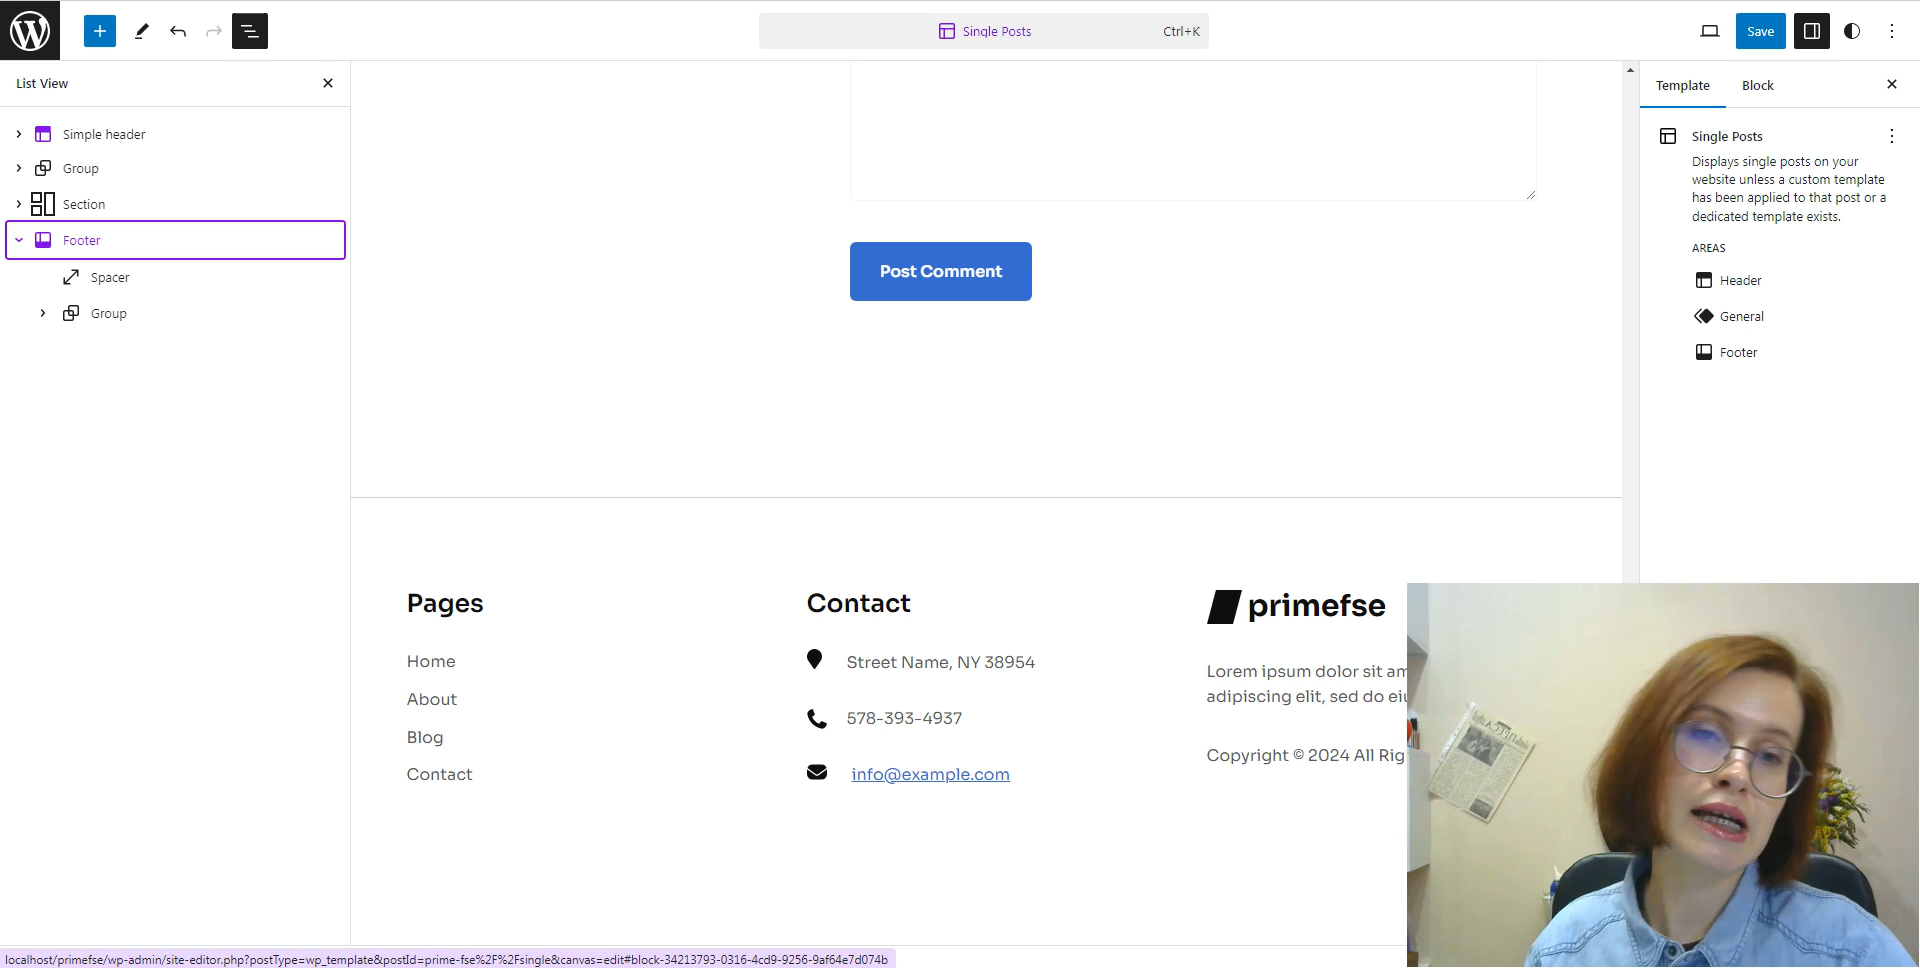 Single Posts
Ctrl+K
Save
List View
Simple header
Group
Section
Footer
Spacer
Group
Post Comment
Pages
Home
About
Blog
Contact
Contact
Street Name, NY 38954
578-393-4937
info@example.com
primefse
Lorem ipsum dolor sit am
adipiscing elit, sed do eiu
Copyright © 2024 All Rig
Template
Block
Single Posts
Displays single posts on your
website unless a custom template
has been applied to that post or a
dedicated template exists.
AREAS
Header
General
Footer
localhost/primefse/wp-admin/site-editor.php?postType=wp_template&postId=prime-fse%2F%2Fsingle&canvas=edit#block-34213793-0316-4cd9-9256-9af64e7d074b